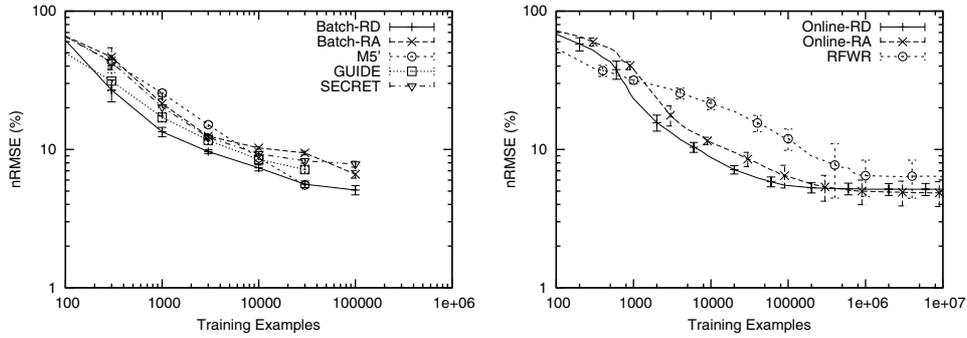 100
10
1
nRMSE (%)
100 1000 10000 100000 1e+06
Training Examples
Batch-RD
Batch-RA
M5'
GUIDE
SECRET
100
10
1
nRMSE (%)
100 1000 10000 100000 1e+06 1e+07
Training Examples
Online-RD
Online-RA
RFWR